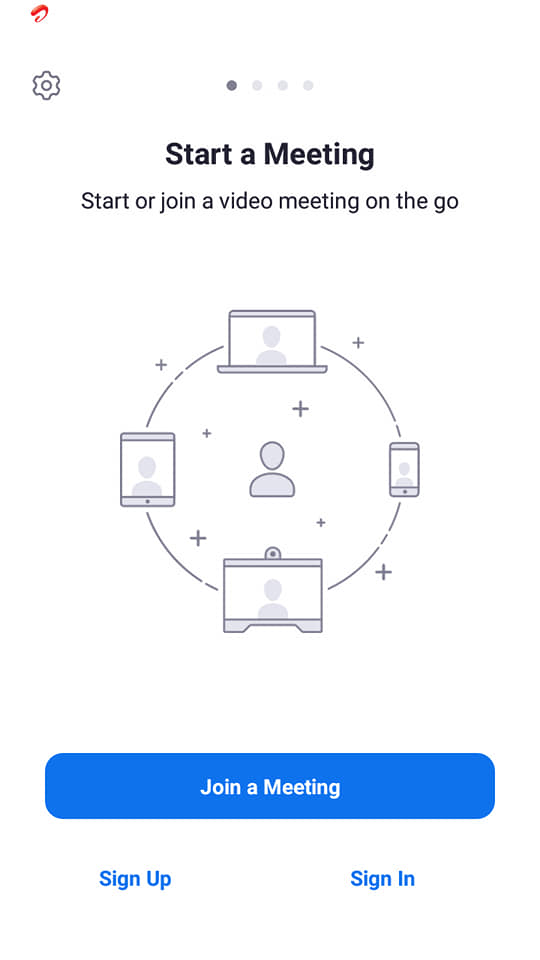 Start a Meeting
Start or join a video meeting on the go
Join a Meeting
Sign Up
Sign In